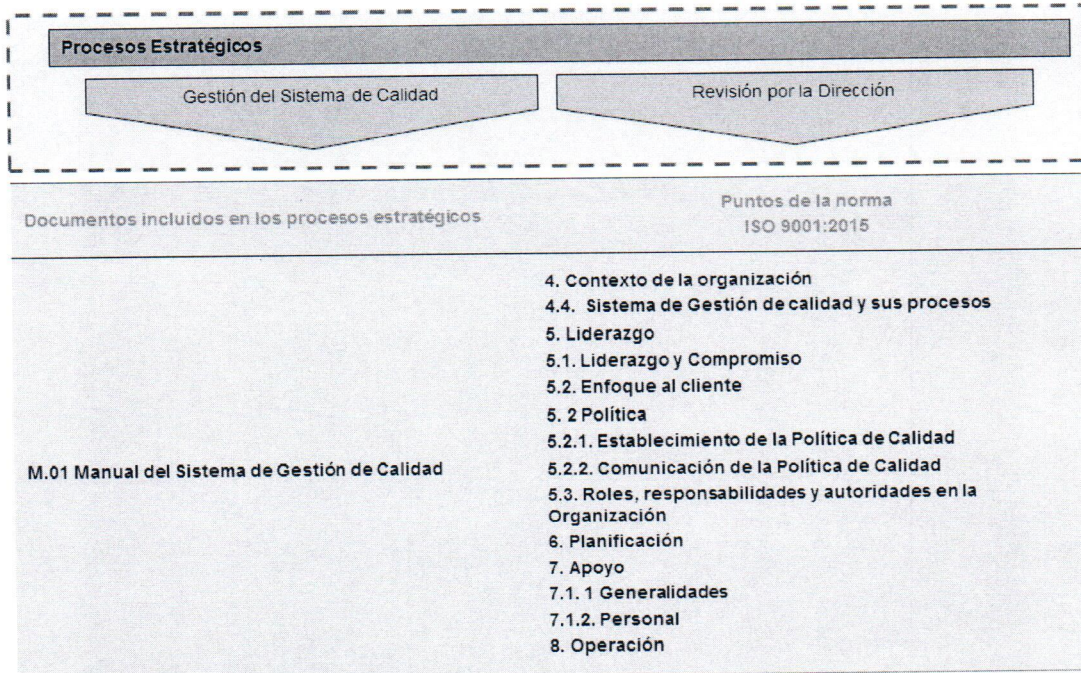 Procesos Estratégicos
Gestión del Sistema de Calidad
Revisión por la Dirección
Documentos incluidos en los procesos estratégicos
Puntos de la norma
ISO 9001:2015
M.01 Manual del Sistema de Gestión de Calidad
4. Contexto de la organización
4.4. Sistema de Gestión de calidad y sus procesos
5. Liderazgo
5.1. Liderazgo y Compromiso
5.2. Enfoque al cliente
5. 2 Política
5.2.1. Establecimiento de la Política de Calidad
5.2.2. Comunicación de la Política de Calidad
5.3. Roles, responsabilidades y autoridades en la
Organización
6. Planificación
7. Apoyo
7.1. 1 Generalidades
7.1.2. Personal
8. Operación